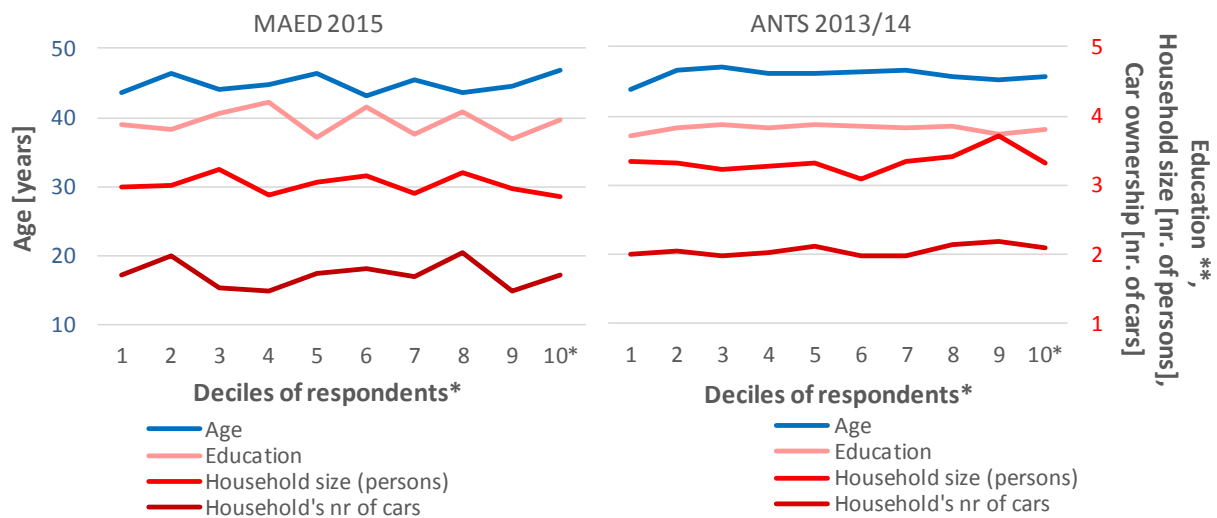 MAED 2015
ANTS 2013/14
Age [years]
50
40
30
20
10
1 2 3 4 5 6 7 8 9 10*
Deciles of respondents*
Age
Education
Household size (persons)
Household's nr of cars
1 2 3 4 5 6 7 8 9 10*
Deciles of respondents*
Age
Education
Household size (persons)
Household's nr of cars
5
4
3
2
1
Education **,
Household size [nr. of persons],
Car ownership [nr. of cars]